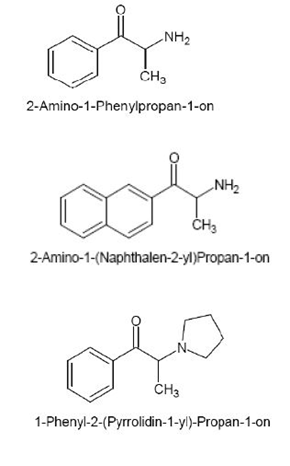 O
NH2
CH3
2-Amino-1-Phenylpropan-1-on
O
NH2
CH3
2-Amino-1-(Naphthalen-2-yl)Propan-1-on
O
N
CH3
1-Phenyl-2-(Pyrrolidin-1-yl)-Propan-1-on